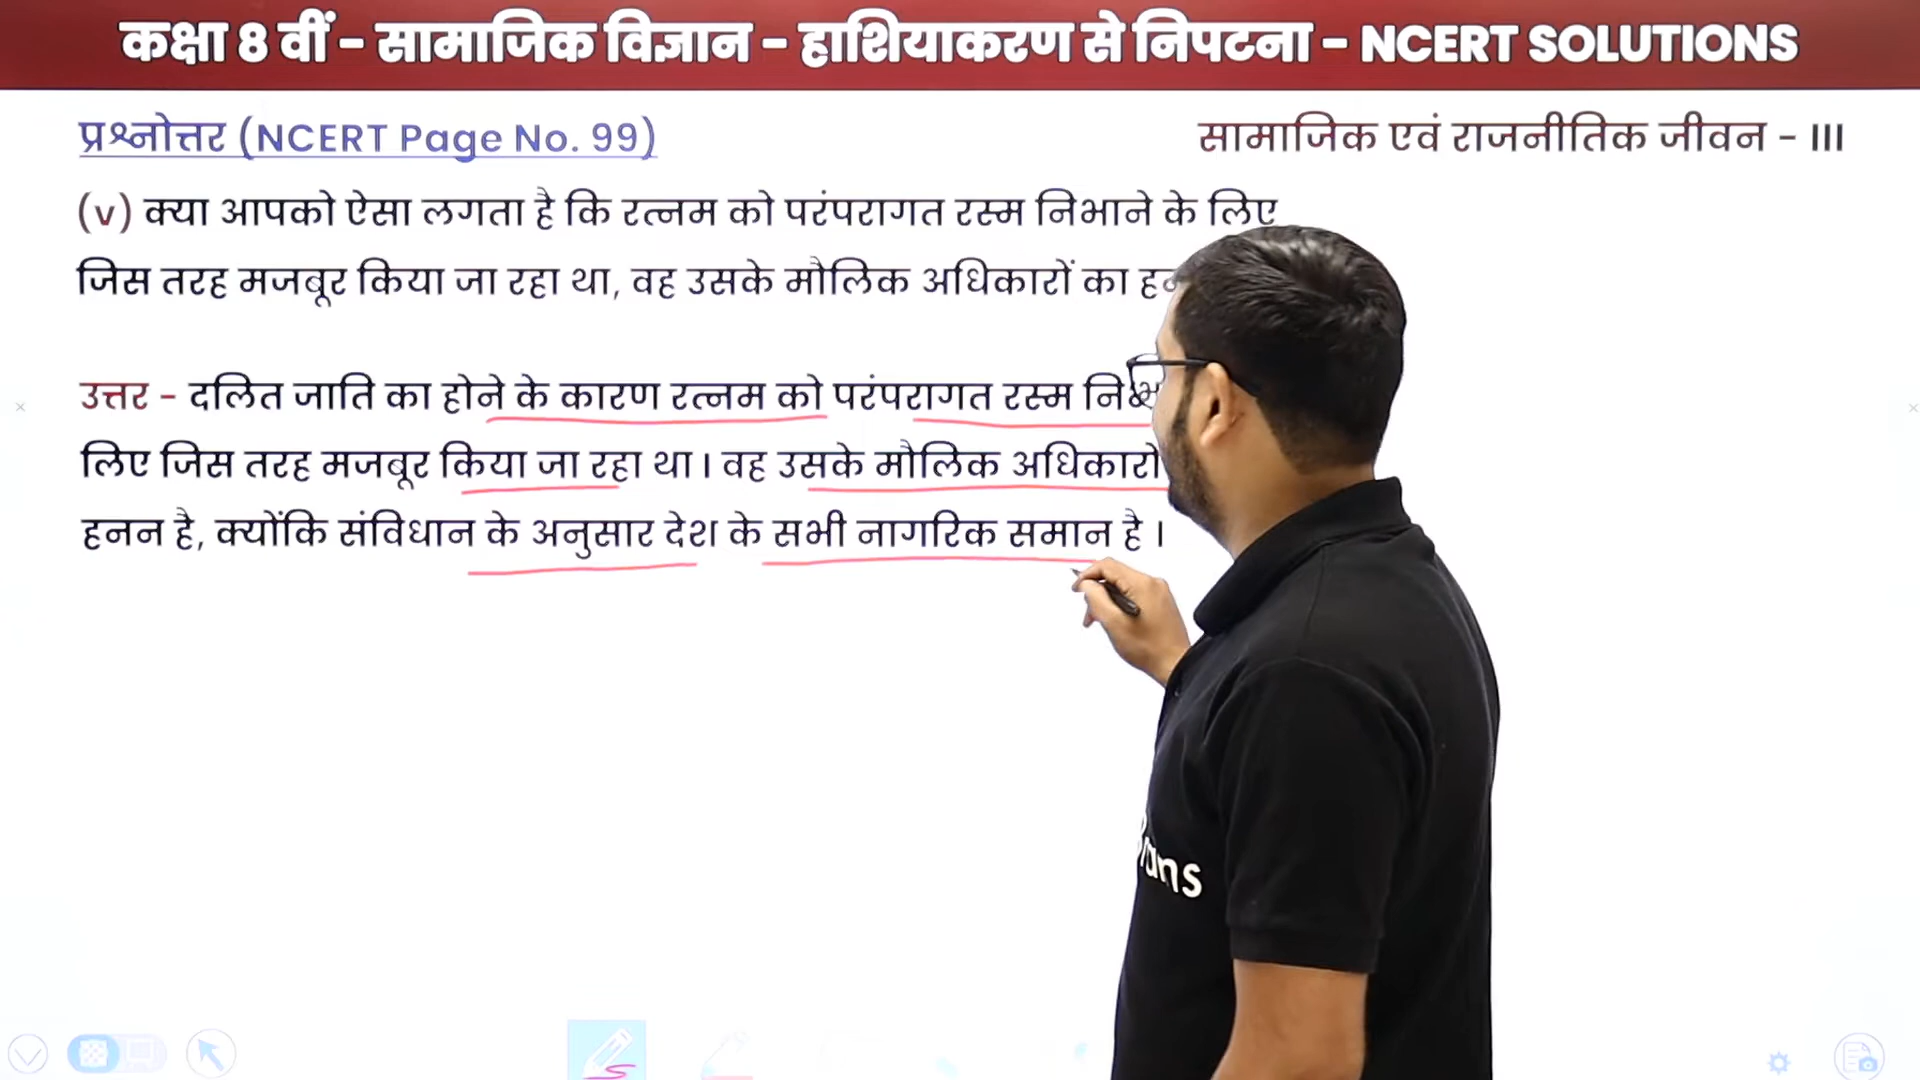 कक्षा 8 वीं - सामाजिक विज्ञान - हाशियाकरण से निपटना - NCERT SOLUTIONS
प्रश्नोत्तर (NCERT Page No. 99)
सामाजिक एवं राजनीतिक जीवन - III
(v) क्या आपको ऐसा लगता है कि रत्नम को परंपरागत रस्म निभाने के लिए
जिस तरह मजबूर किया जा रहा था, वह उसके मौलिक अधिकारों का
उत्तर - दलित जाति का होने के कारण रत्नम को परंपरागत रस्म
लिए जिस तरह मजबूर किया जा रहा था । वह उसके मौलिक
हनन है, क्योंकि संविधान के अनुसार देश के सभी नागरिक समान है ।